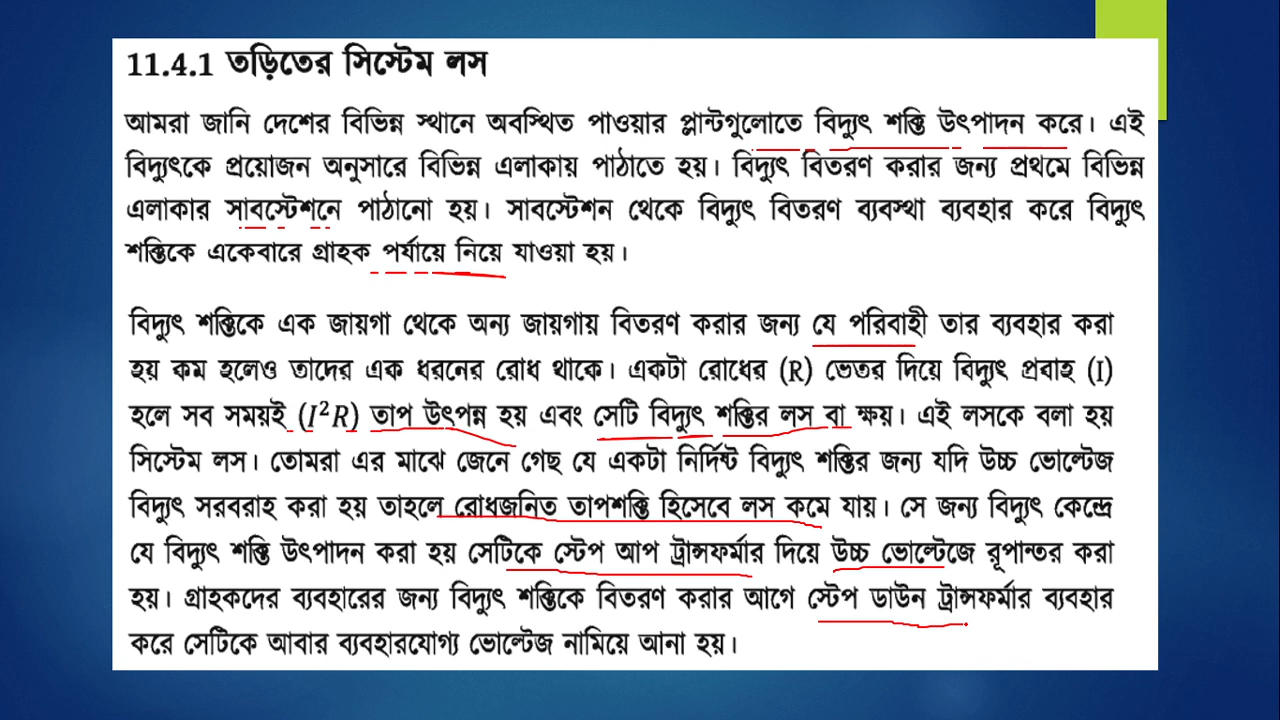 11.4.1 তড়িতের সিস্টেম লস
আমরা জানি দেশের বিভিন্ন স্থানে অবস্থিত পাওয়ার প্লান্টগুলোতে বিদ্যুৎ শক্তি উৎপাদন করে। এই
বিদ্যুৎকে প্রয়োজন অনুসারে বিভিন্ন এলাকায় পাঠাতে হয়। বিদ্যুৎ বিতরণ করার জন্য প্রথমে বিভিন্ন
এলাকার সাবস্টেশনে পাঠানো হয়। সাবস্টেশন থেকে বিদ্যুৎ বিতরণ ব্যবস্থা ব্যবহার করে বিদ্যুৎ
শক্তিকে একেবারে গ্রাহক পর্যায়ে নিয়ে যাওয়া হয়।
বিদ্যুৎ শক্তিকে এক জায়গা থেকে অন্য জায়গায় বিতরণ করার জন্য যে পরিবাহী তার ব্যবহার করা
হয় কম হলেও তাদের এক ধরনের রোধ থাকে। একটা রোধের (R) ভেতর দিয়ে বিদ্যুৎ প্রবাহ (I)
হলে সব সময়ই (I²R) তাপ উৎপন্ন হয় এবং সেটি বিদ্যুৎ শক্তির লস বা ক্ষয়। এই লসকে বলা হয়
সিস্টেম লস। তোমরা এর মাঝে জেনে গেছ যে একটা নির্দিষ্ট বিদ্যুৎ শক্তির জন্য যদি উচ্চ ভোল্টেজ
বিদ্যুৎ সরবরাহ করা হয় তাহলে রোধজনিত তাপশক্তি হিসেবে লস কমে যায়। সে জন্য বিদ্যুৎ কেন্দ্রে
যে বিদ্যুৎ শক্তি উৎপাদন করা হয় সেটিকে স্টেপ আপ ট্রান্সফর্মার দিয়ে উচ্চ ভোল্টেজে রূপান্তর করা
হয়। গ্রাহকদের ব্যবহারের জন্য বিদ্যুৎ শক্তিকে বিতরণ করার আগে স্টেপ ডাউন ট্রান্সফর্মার ব্যবহার
করে সেটিকে আবার ব্যবহারযোগ্য ভোল্টেজ নামিয়ে আনা হয়।